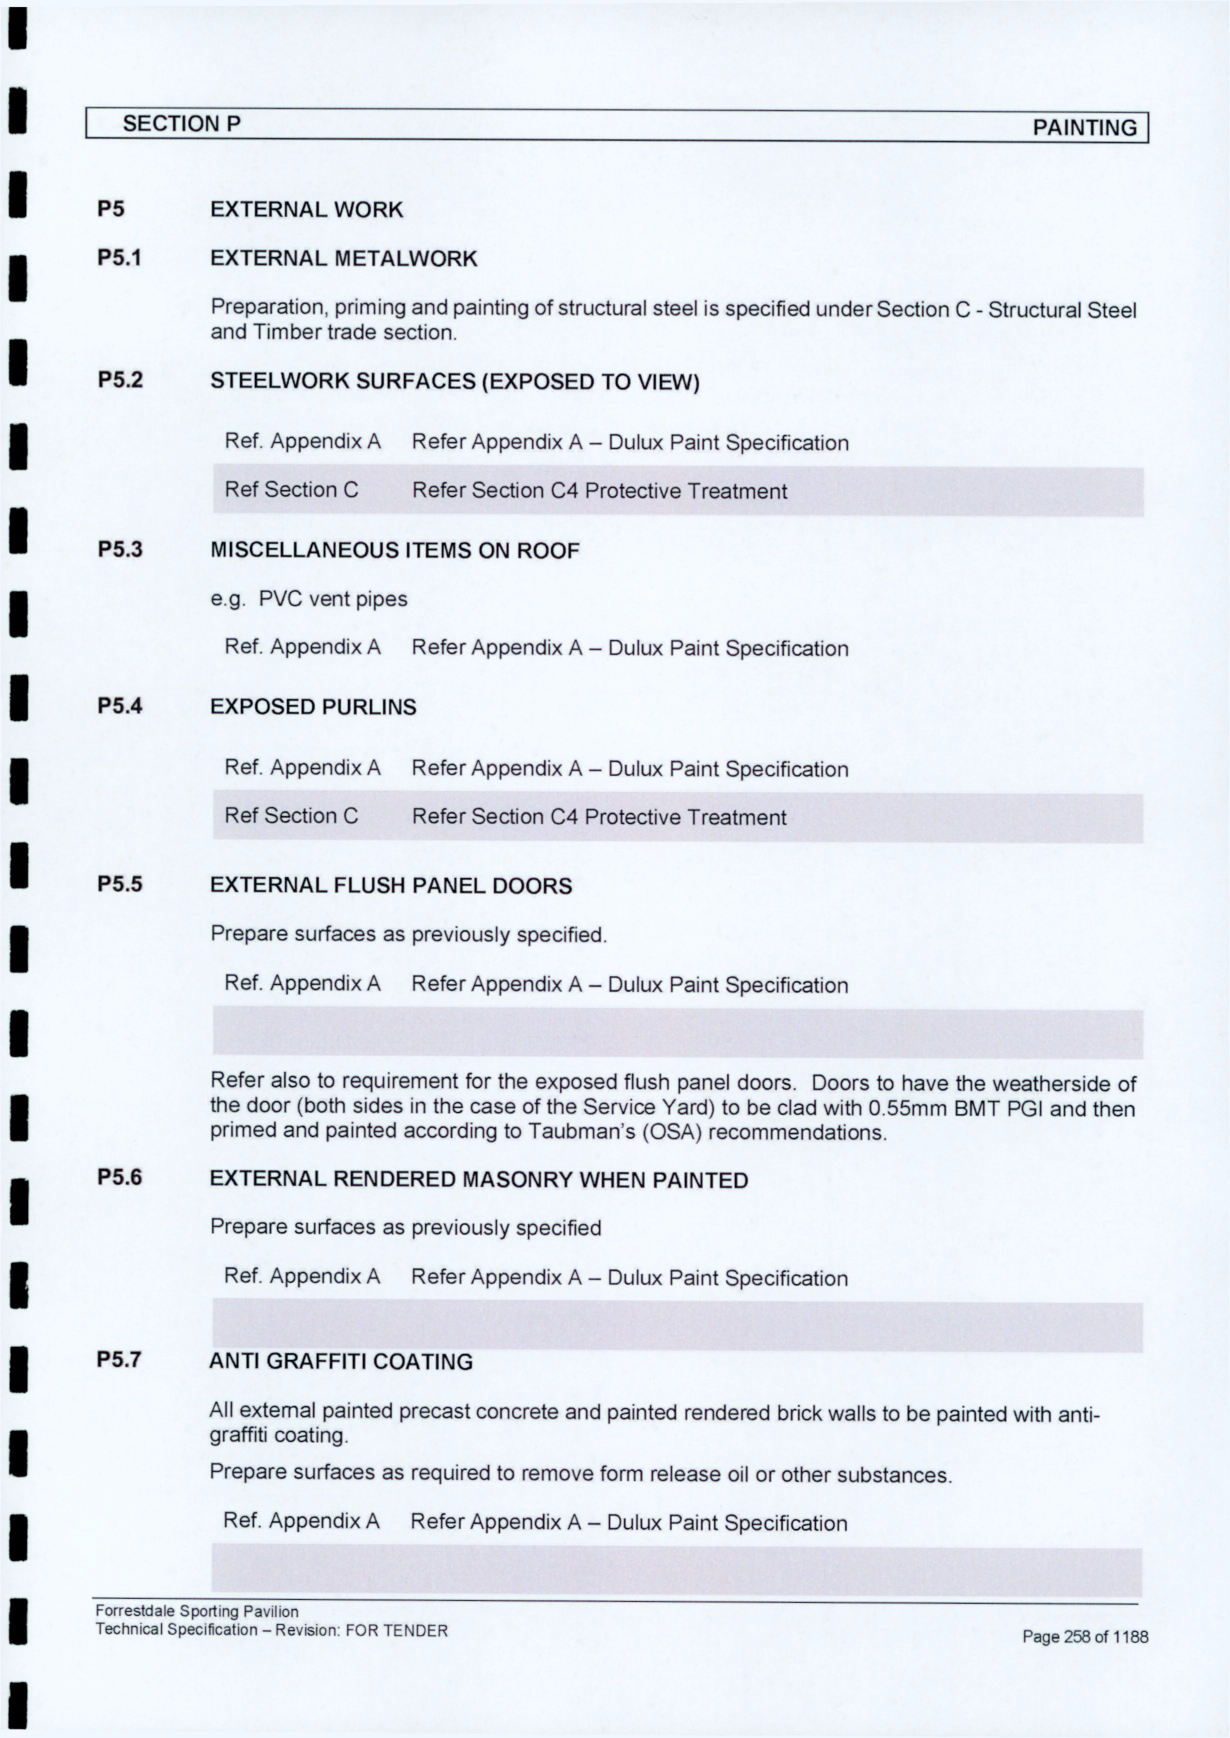 SECTION P PAINTING
P5 EXTERNAL WORK
P5.1 EXTERNAL METALWORK
Preparation, priming and painting of structural steel is specified under Section C - Structural Steel
and Timber trade section.
P5.2 STEELWORK SURFACES (EXPOSED TO VIEW)
Ref. Appendix A Refer Appendix A – Dulux Paint Specification
Ref Section C Refer Section C4 Protective Treatment
P5.3 MISCELLANEOUS ITEMS ON ROOF
e.g. PVC vent pipes
Ref. Appendix A Refer Appendix A – Dulux Paint Specification
P5.4 EXPOSED PURLINS
Ref. Appendix A Refer Appendix A – Dulux Paint Specification
Ref Section C Refer Section C4 Protective Treatment
P5.5 EXTERNAL FLUSH PANEL DOORS
Prepare surfaces as previously specified.
Ref. Appendix A Refer Appendix A – Dulux Paint Specification
Refer also to requirement for the exposed flush panel doors. Doors to have the weatherside of
the door (both sides in the case of the Service Yard) to be clad with 0.55mm BMT PGI and then
primed and painted according to Taubman's (OSA) recommendations.
P5.6 EXTERNAL RENDERED MASONRY WHEN PAINTED
Prepare surfaces as previously specified
Ref. Appendix A Refer Appendix A – Dulux Paint Specification
P5.7 ANTI GRAFFITI COATING
All external painted precast concrete and painted rendered brick walls to be painted with anti-
graffiti coating.
Prepare surfaces as required to remove form release oil or other substances.
Ref. Appendix A Refer Appendix A – Dulux Paint Specification
Forrestdale Sporting Pavilion
Technical Specification – Revision: FOR TENDER
Page 258 of 1188